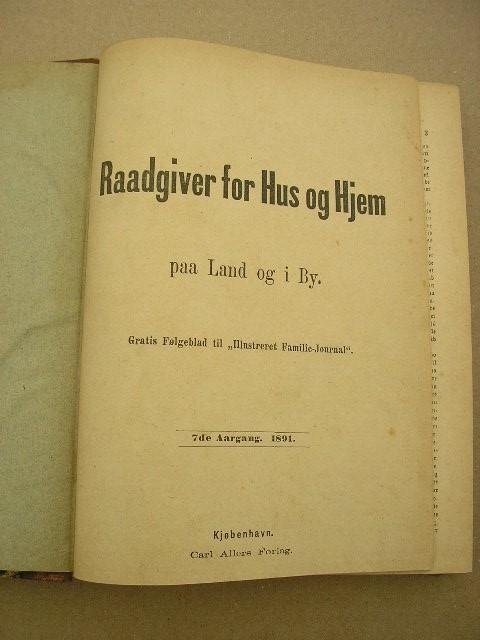 Raadgiver for Hus og Hjem
paa Land og i By.
Gratis Følgeblad til „Illustreret Familie-Journal“.
7de Aargang. 1891.
Kjøbenhavn.
Carl Allers Forlag.